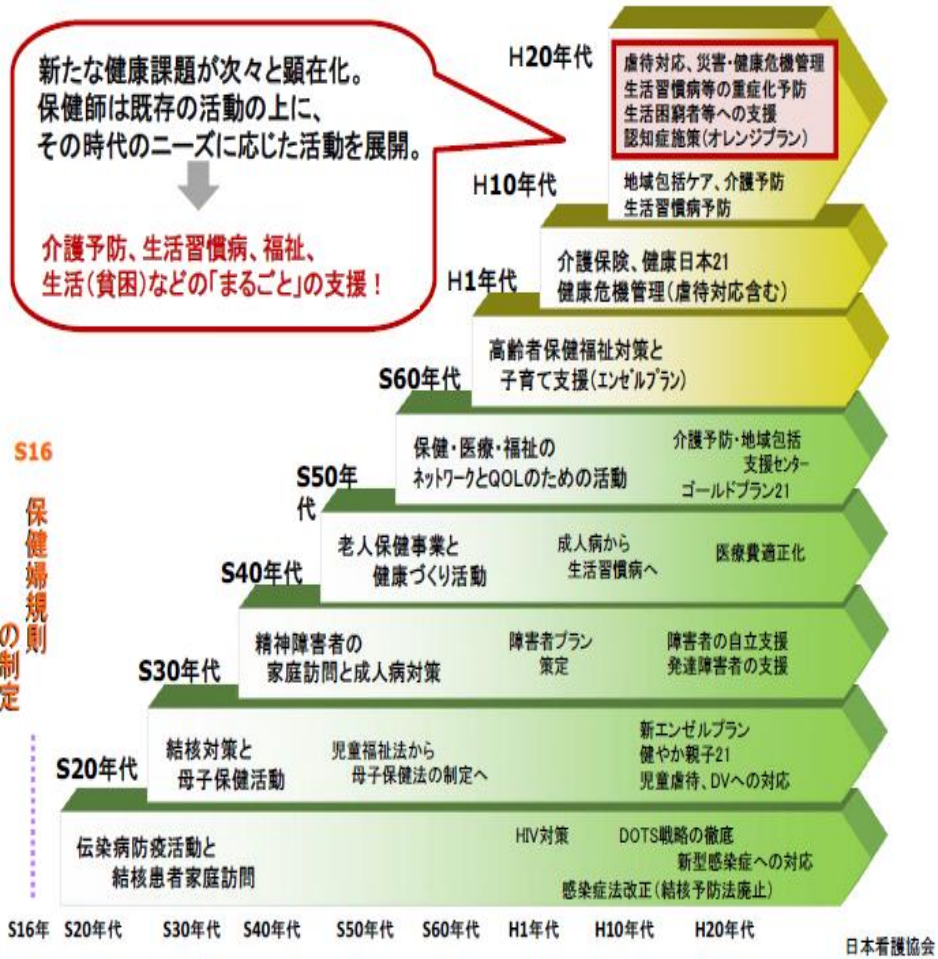 新たな健康課題が次々と顕在化。
保健師は既存の活動の上に、
その時代のニーズに応じた活動を展開。
介護予防、生活習慣病、福祉、
生活(貧困)などの「まるごと」の支援!
H20年代
虐待対応、災害・健康危機管理
生活習慣病等の重症化予防
生活困窮者等への支援
認知症施策(オレンジプラン)
地域包括ケア、介護予防
生活習慣病予防
H10年代
介護保険、健康日本21
健康危機管理(虐待対応含む)
H1年代
高齢者保健福祉対策と
子育て支援(エンゼルプラン)
S60年代
保健・医療・福祉の
ネットワークとQOLのための活動
介護予防・地域包括
支援センター
ゴールドプラン21
S50年
代
老人保健事業と
健康づくり活動
成人病から
生活習慣病へ
医療費適正化
S40年代
精神障害者の
家庭訪問と成人病対策
障害者プラン
策定
障害者の自立支援
発達障害者の支援
S30年代
結核対策と
母子保健活動
児童福祉法から
母子保健法の制定へ
新エンゼルプラン
健やか親子21
児童虐待、DVへの対応
S20年代
伝染病防疫活動と
結核患者家庭訪問
HIV対策
DOTS戦略の徹底
新型感染症への対応
感染症法改正(結核予防法廃止)
S16
保健婦規則
の制定
S16年 S20年代 S30年代 S40年代 S50年代 S60年代 H1年代 H10年代 H20年代
日本看護協会